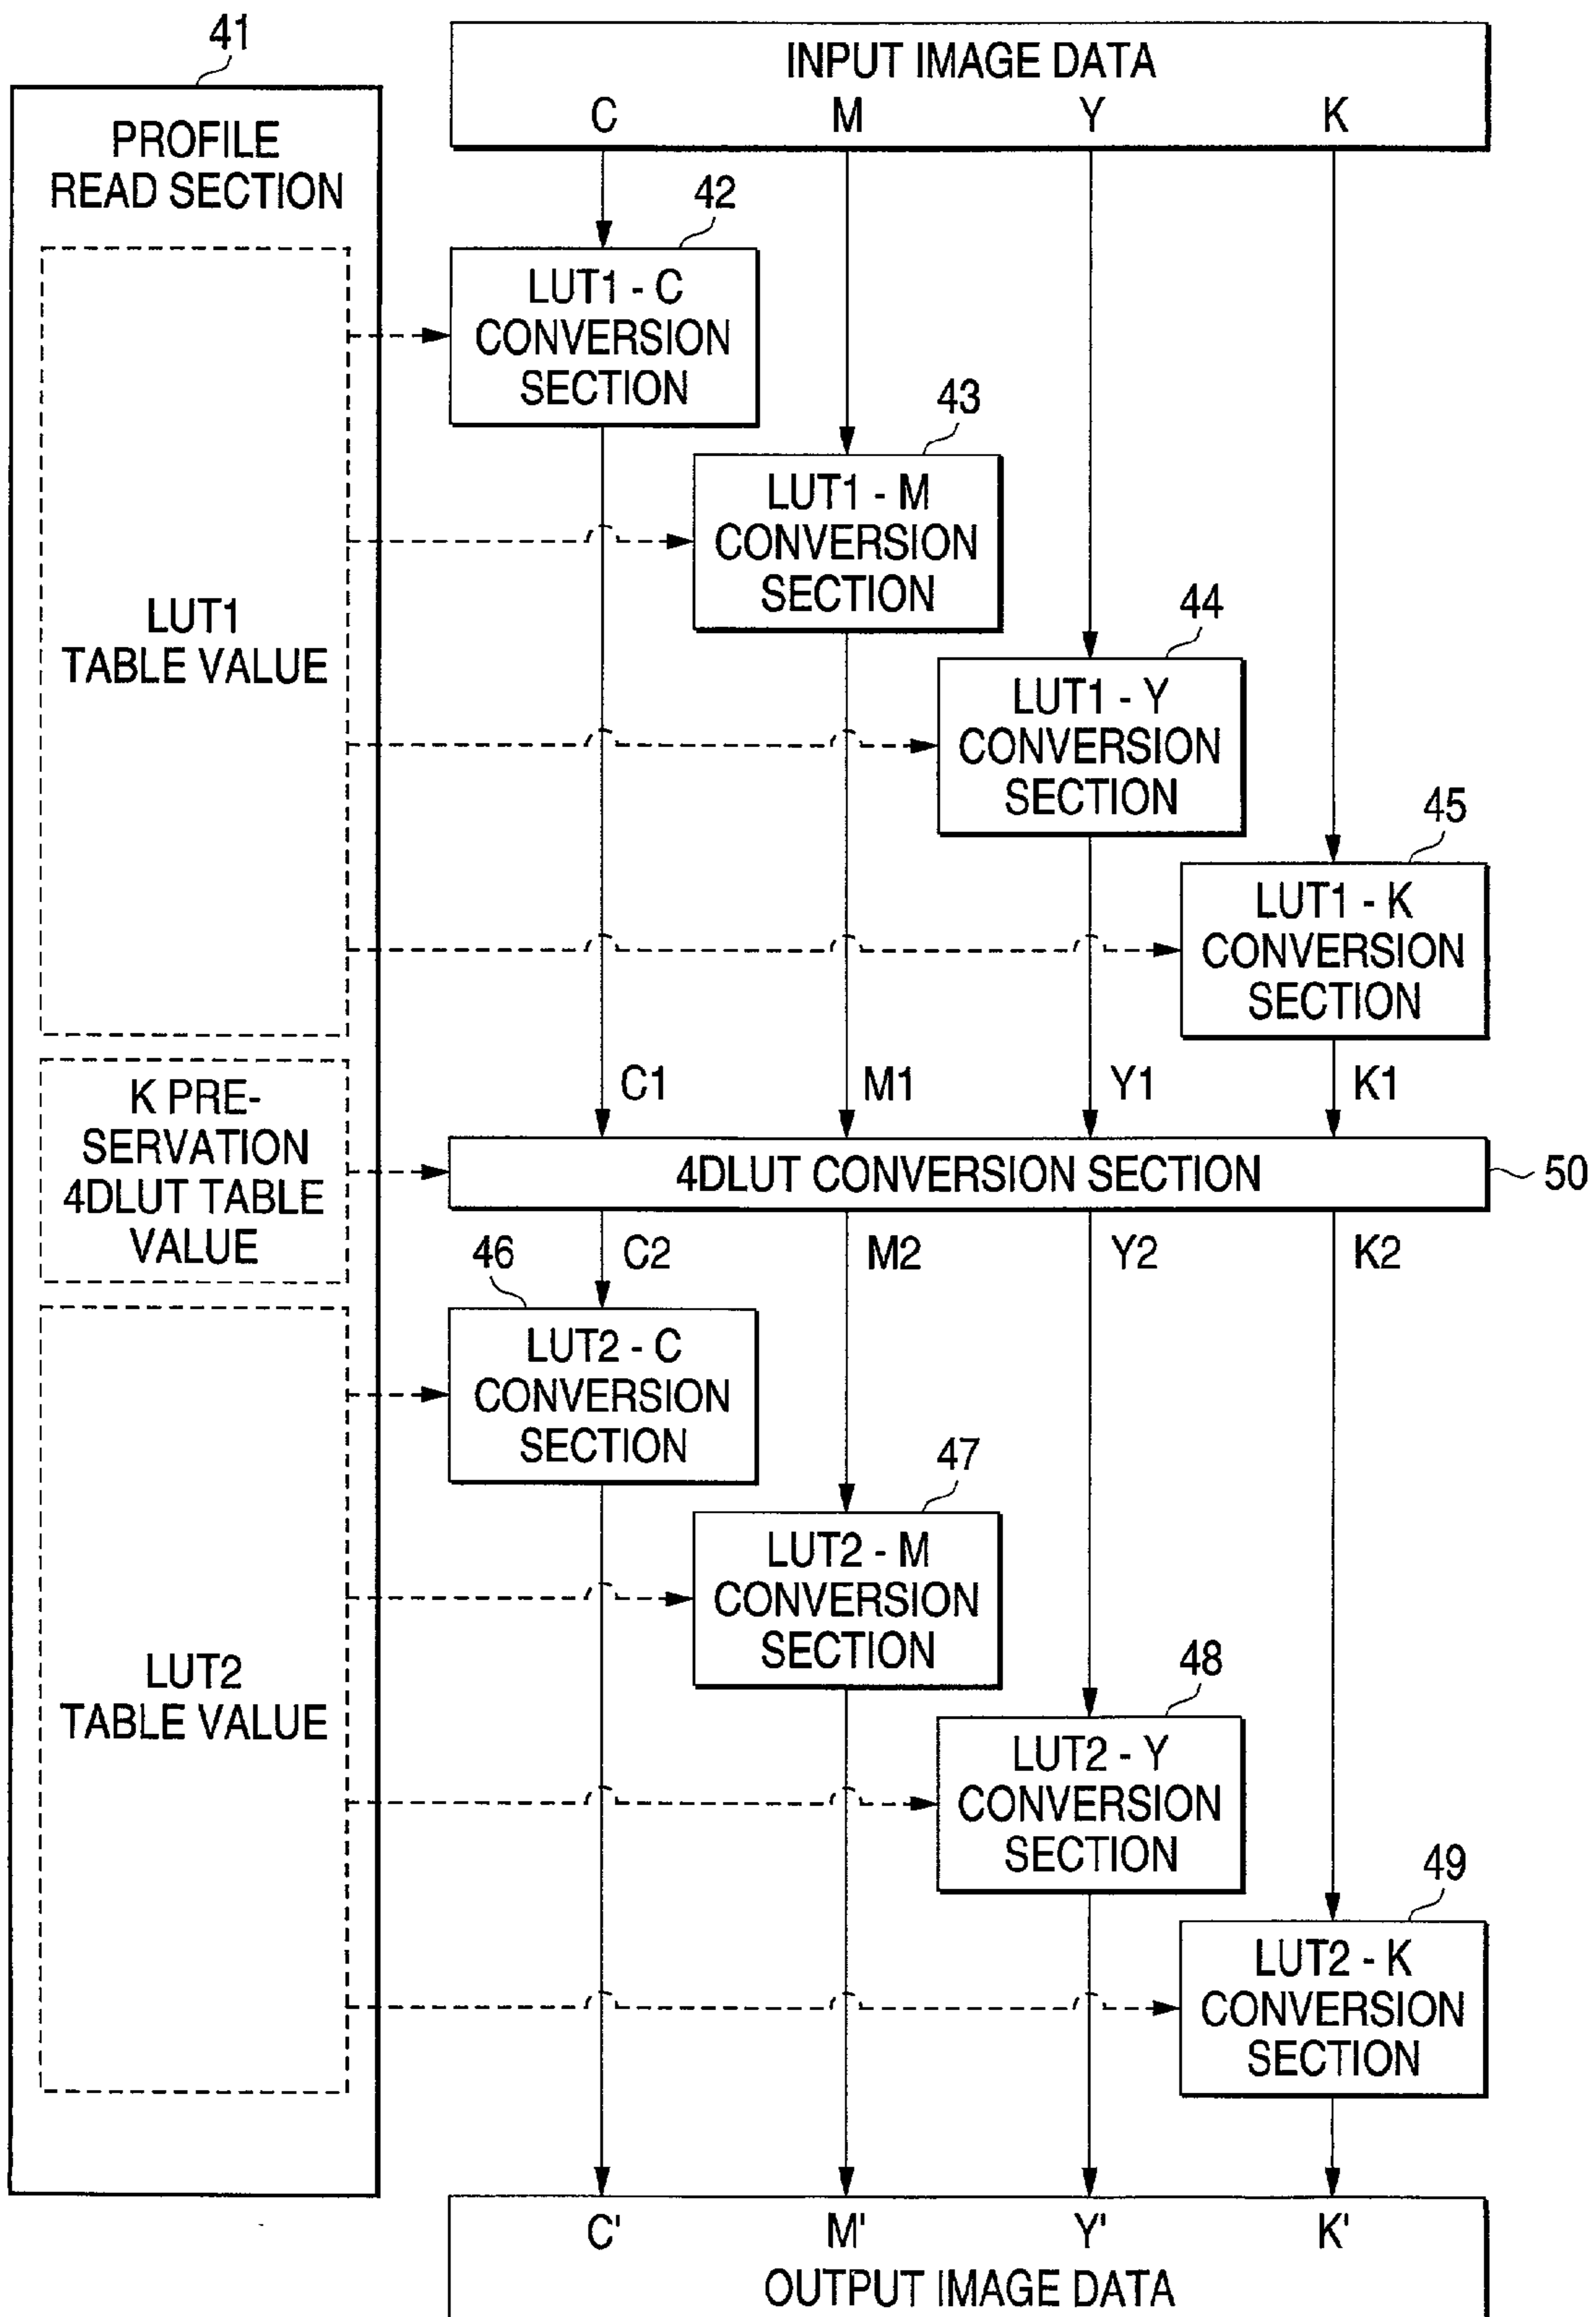 41
PROFILE
READ SECTION
INPUT IMAGE DATA
C M Y K
42
LUT1 - C
CONVERSION
SECTION
43
LUT1 - M
CONVERSION
SECTION
44
LUT1 - Y
CONVERSION
SECTION
45
LUT1 - K
CONVERSION
SECTION
LUT1
TABLE VALUE
C1 M1 Y1 K1
K PRE-
SERVATION
4DLUT TABLE
VALUE
4DLUT CONVERSION SECTION
50
C2 M2 Y2 K2
46
LUT2 - C
CONVERSION
SECTION
47
LUT2 - M
CONVERSION
SECTION
48
LUT2 - Y
CONVERSION
SECTION
49
LUT2 - K
CONVERSION
SECTION
LUT2
TABLE VALUE
C' M' Y' K'
OUTPUT IMAGE DATA